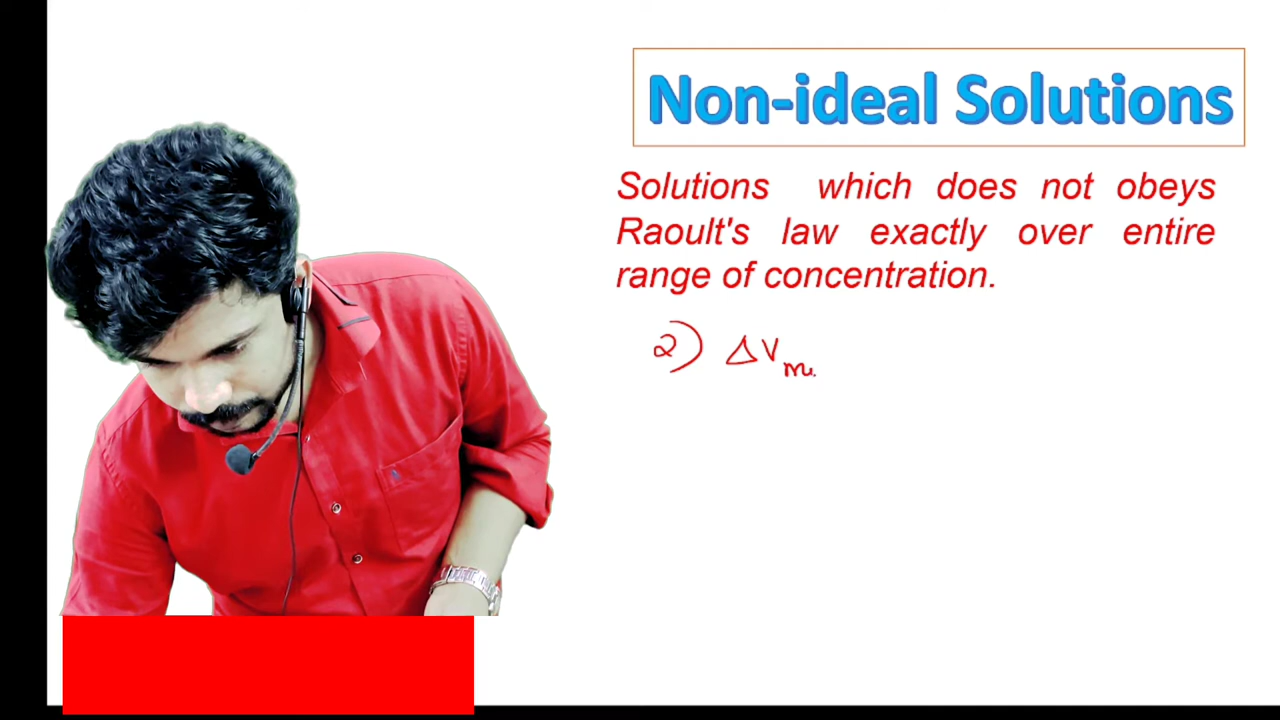 Non-ideal Solutions
Solutions which does not obeys
Raoult's law exactly over entire
range of concentration.
2) ΔVm